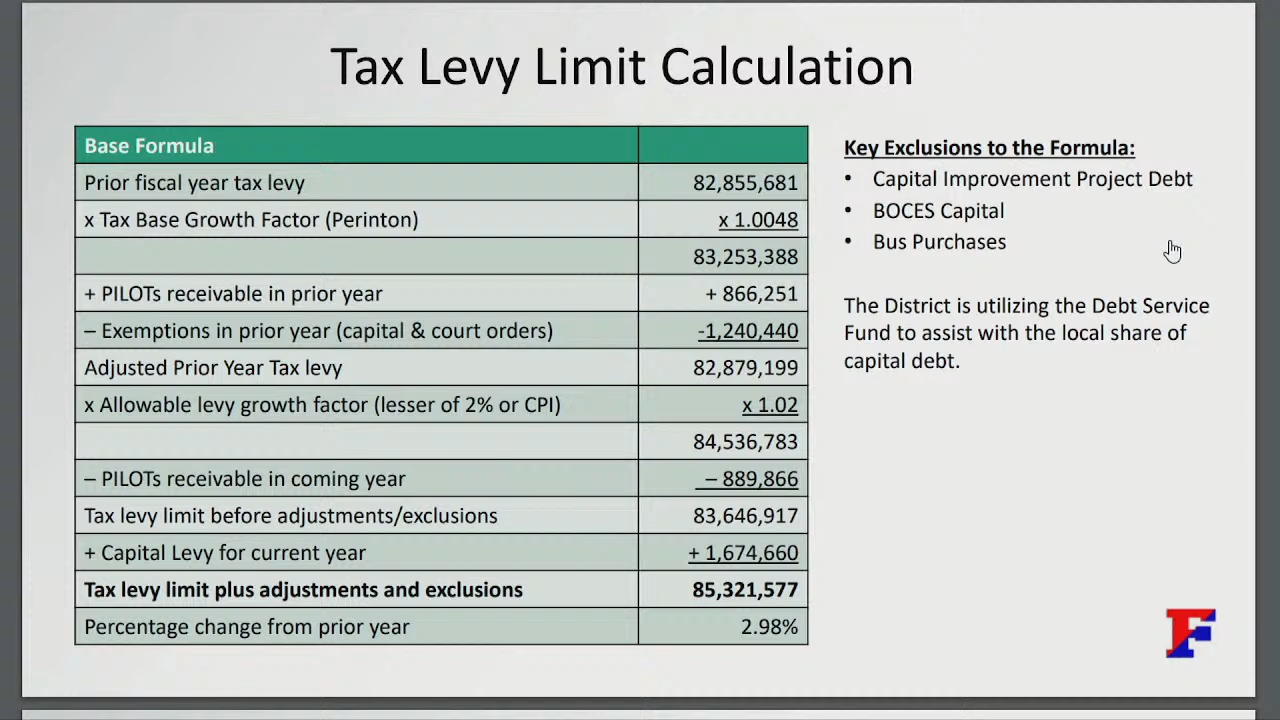 Tax Levy Limit Calculation
Base Formula
Prior fiscal year tax levy 82,855,681
x Tax Base Growth Factor (Perinton) x 1.0048
83,253,388
+ PILOTs receivable in prior year + 866,251
– Exemptions in prior year (capital & court orders) -1,240,440
Adjusted Prior Year Tax levy 82,879,199
x Allowable levy growth factor (lesser of 2% or CPI) x 1.02
84,536,783
– PILOTs receivable in coming year – 889,866
Tax levy limit before adjustments/exclusions 83,646,917
+ Capital Levy for current year + 1,674,660
Tax levy limit plus adjustments and exclusions 85,321,577
Percentage change from prior year 2.98%
Key Exclusions to the Formula:
• Capital Improvement Project Debt
• BOCES Capital
• Bus Purchases
The District is utilizing the Debt Service
Fund to assist with the local share of
capital debt.
F